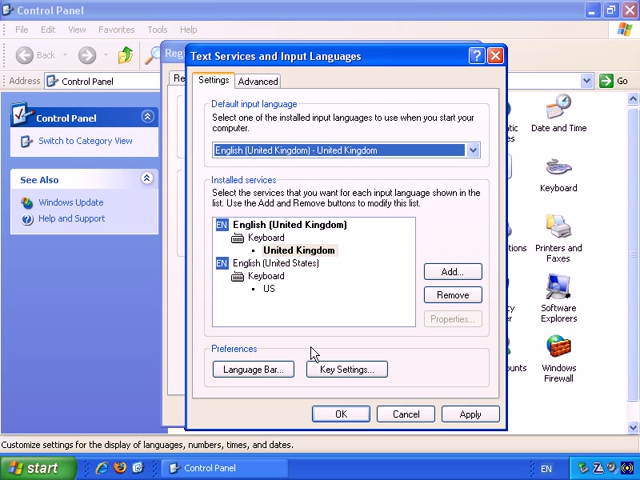 Control Panel
File Edit View Favorites Tools Help
Back
Address Control Panel Go
Control Panel
Switch to Category View
See Also
Windows Update
Help and Support
Text Services and Input Languages
Settings Advanced
Default input language
Select one of the installed input languages to use when you start your
computer.
English (United Kingdom) - United Kingdom
Installed services
Select the services that you want for each input language shown in the
list. Use the Add and Remove buttons to modify this list.
EN English (United Kingdom)
Keyboard
United Kingdom
EN English (United States)
Keyboard
US
Add...
Remove
Properties...
Preferences
Language Bar... Key Settings...
OK Cancel Apply
Date and Time
Keyboard
Printers and
Faxes
Software
Explorers
Windows
Firewall
Customize settings for the display of languages, numbers, times, and dates.
start Control Panel EN